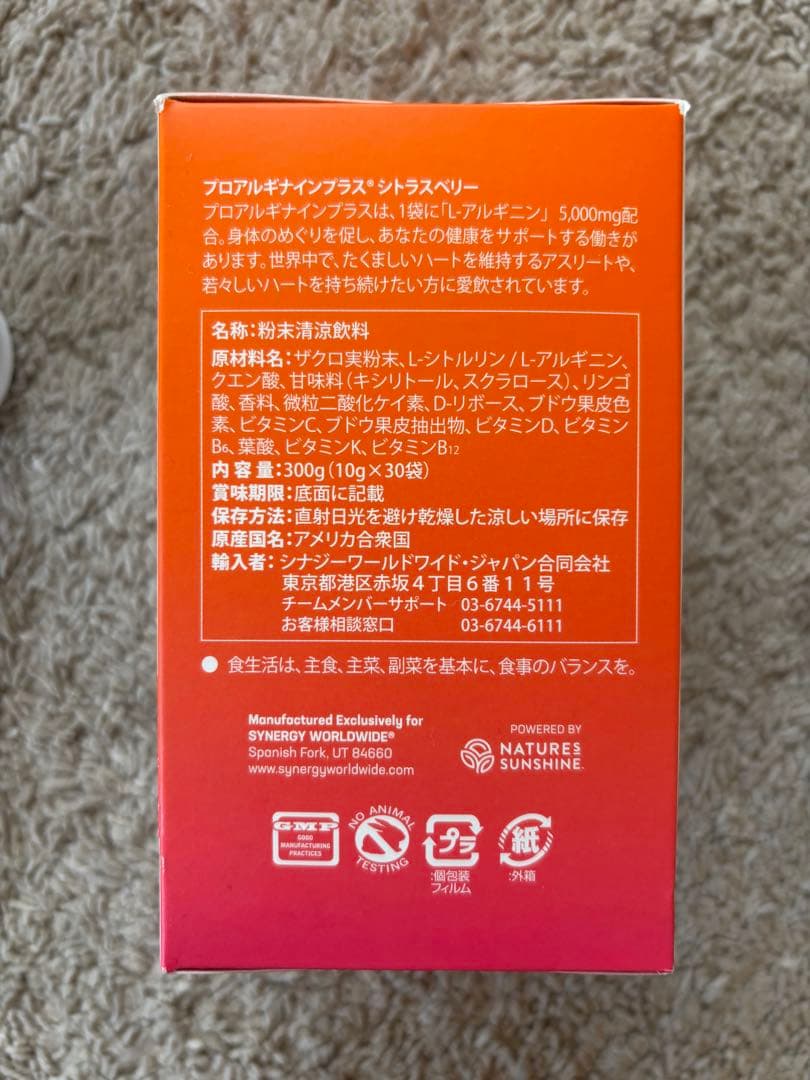 プロアルギナインプラス® シトラスベリー
プロアルギナインプラスは、1袋に「L-アルギニン」 5,000mg配
合。身体のめぐりを促し、あなたの健康をサポートする働きが
あります。世界中で、たくましいハートを維持するアスリートや、
若々しいハートを持ち続けたい方に愛飲されています。
名称：粉末清涼飲料
原材料名：ザクロ実粉末、L-シトルリン / L-アルギニン、
クエン酸、甘味料（キシリトール、スクラロース）、リンゴ
酸、香料、微粒二酸化ケイ素、D-リボース、ブドウ果皮色
素、ビタミンC、ブドウ果皮抽出物、ビタミンD、ビタミン
B6、葉酸、ビタミンK、ビタミンB12
内 容 量：300g（10g×30袋）
賞味期限：底面に記載
保存方法：直射日光を避け乾燥した涼しい場所に保存
原産国名：アメリカ合衆国
輸入者： シナジーワールドワイド・ジャパン合同会社
東京都港区赤坂４丁目６番１１号
チームメンバーサポート 03-6744-5111
お客様相談窓口 03-6744-6111
● 食生活は、主食、主菜、副菜を基本に、食事のバランスを。
Manufactured Exclusively for
SYNERGY WORLDWIDE®
Spanish Fork, UT 84660
www.synergyworldwide.com
POWERED BY
NATURE'S
SUNSHINE.
GMP
GOOD
MANUFACTURING
PRACTICES
NO ANIMAL
TESTING
プラ
:個包装
フィルム
紙
:外箱